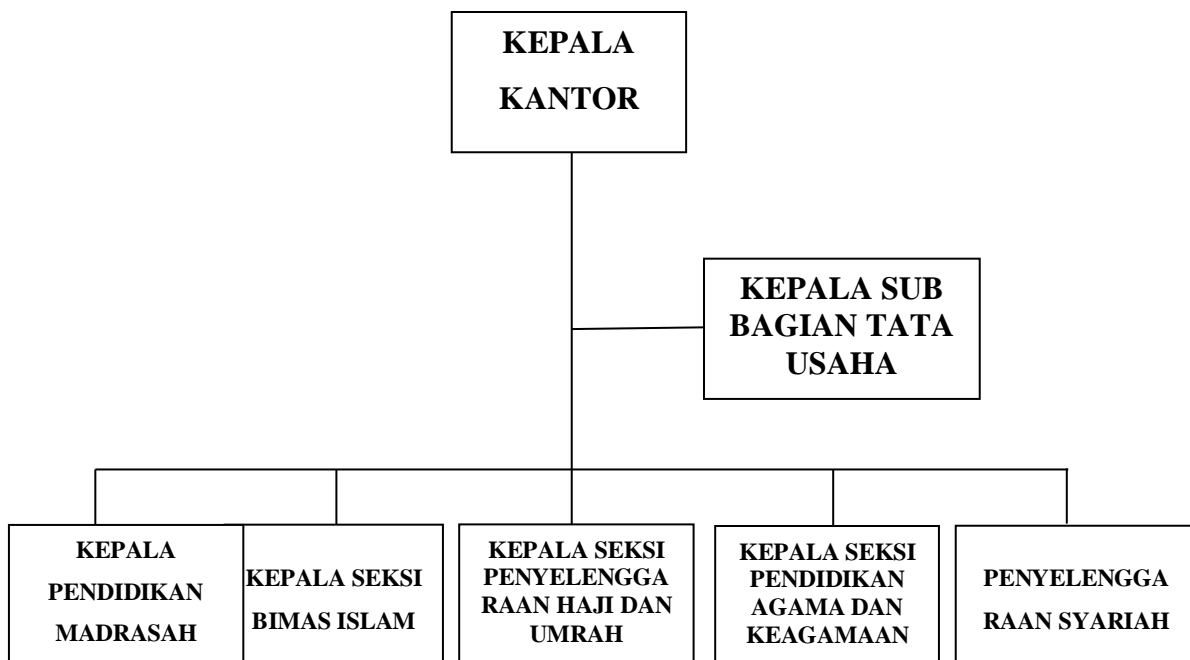 KEPALA
KANTOR
KEPALA SUB
BAGIAN TATA
USAHA
KEPALA
PENDIDIKAN
MADRASAH
KEPALA SEKSI
BIMAS ISLAM
KEPALA SEKSI
PENYELENGGA
RAAN HAJI DAN
UMRAH
KEPALA SEKSI
PENDIDIKAN
AGAMA DAN
KEAGAMAAN
PENYELENGGA
RAAN SYARIAH